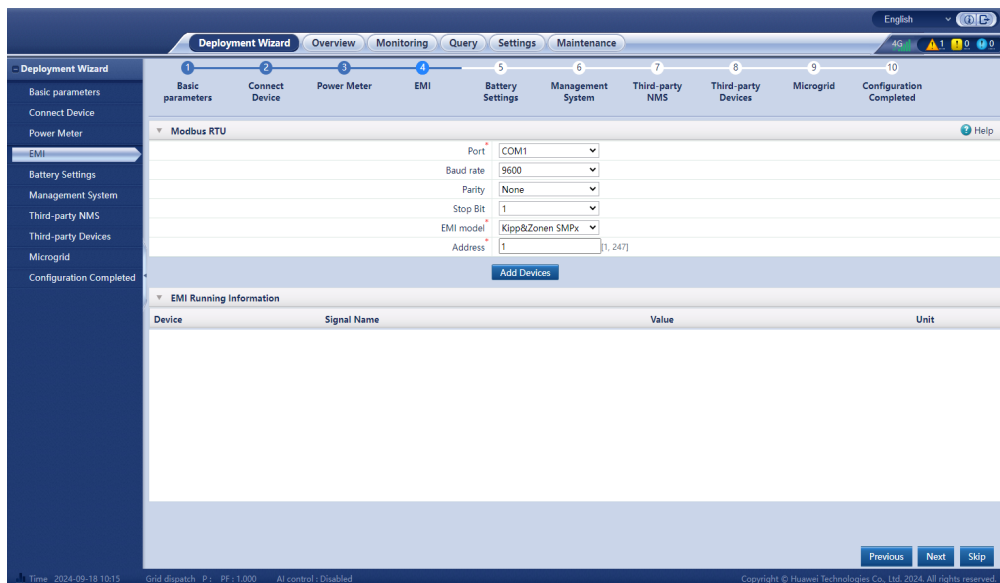 English
Deployment Wizard Overview Monitoring Query Settings Maintenance
4G 1 0 0
Deployment Wizard
Basic parameters
Connect Device
Power Meter
EMI
Battery Settings
Management System
Third-party NMS
Third-party Devices
Microgrid
Configuration Completed
1 2 3 4 5 6 7 8 9 10
Basic parameters
Connect Device
Power Meter
EMI
Battery Settings
Management System
Third-party NMS
Third-party Devices
Microgrid
Configuration Completed
Modbus RTU Help
Port * COM1
Baud rate 9600
Parity None
Stop Bit 1
EMI model * Kipp&Zonen SMPx
Address * 1 [1, 247]
Add Devices
EMI Running Information
Device Signal Name Value Unit
Previous Next Skip
Time 2024-09-18 10:15 Grid dispatch P : PF : 1.000 AI control : Disabled Copyright © Huawei Technologies Co., Ltd. 2024. All rights reserved.